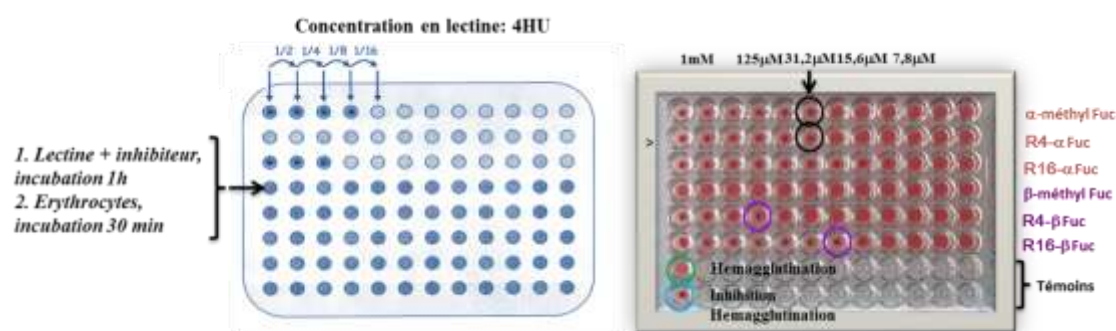 Concentration en lectine: 4HU
1/2 1/4 1/8 1/16
1. Lectine + inhibiteur,
incubation 1h
2. Erythrocytes,
incubation 30 min
1mM 125µM 31,2µM 15,6µM 7,8µM
α-méthyl Fuc
R4-α Fuc
R16-α Fuc
β-méthyl Fuc
R4-β Fuc
R16-β Fuc
Hemagglutination
Inhibition
Hemagglutination
Témoins